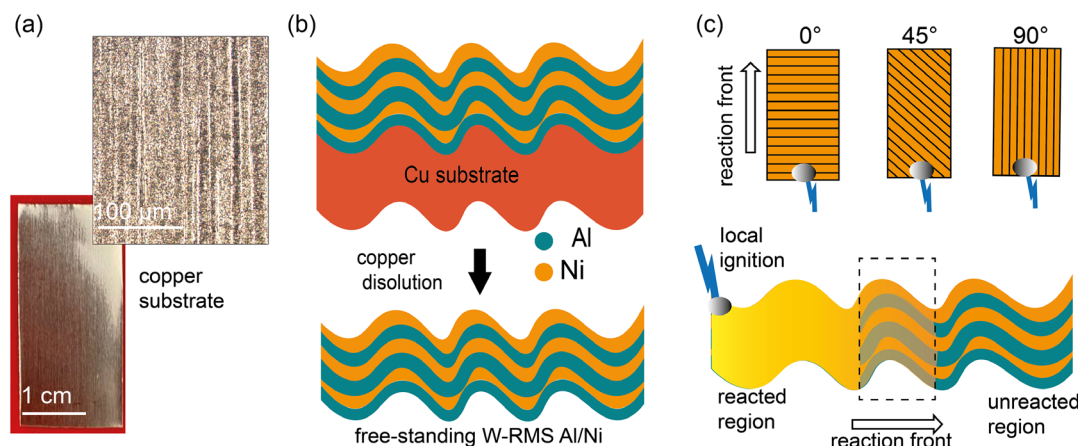 (a)
100 µm
copper
substrate
1 cm
(b)
Cu substrate
copper
disolution
Al
Ni
free-standing W-RMS Al/Ni
(c)
0°
45°
90°
reaction front
local
ignition
reacted
region
unreacted
region
reaction front